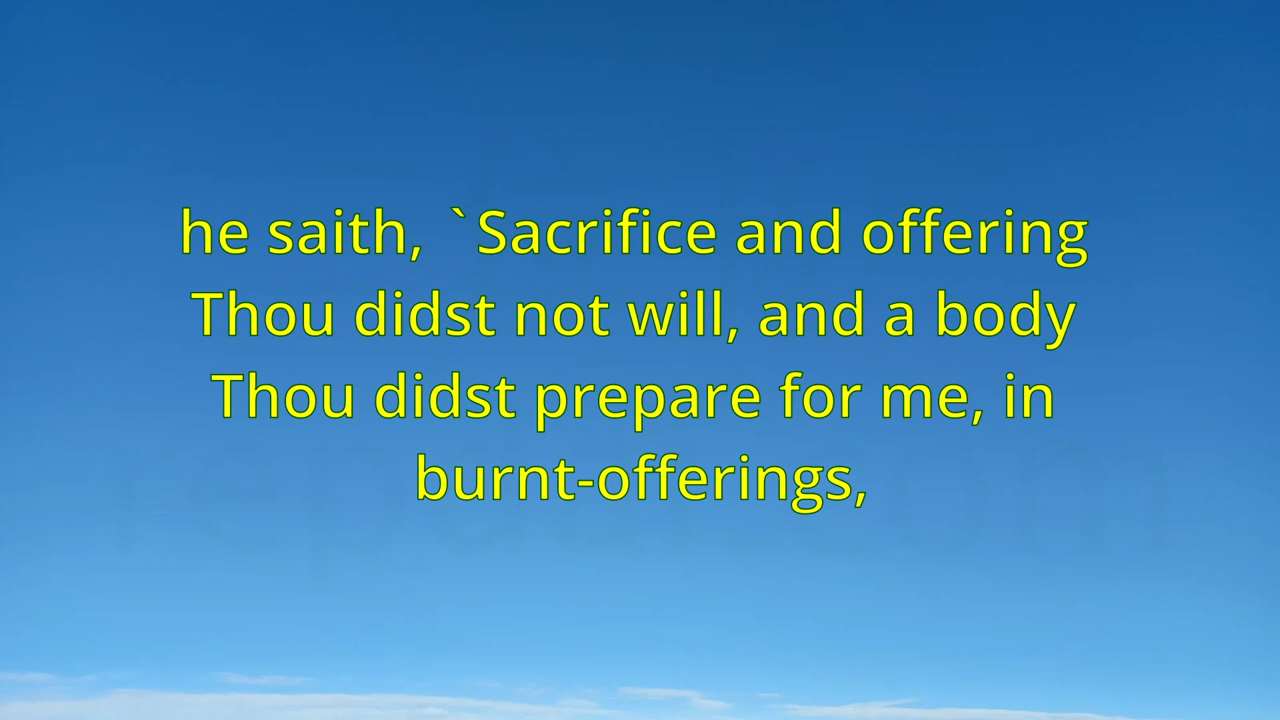 he saith, `Sacrifice and offering
Thou didst not will, and a body
Thou didst prepare for me, in
burnt-offerings,